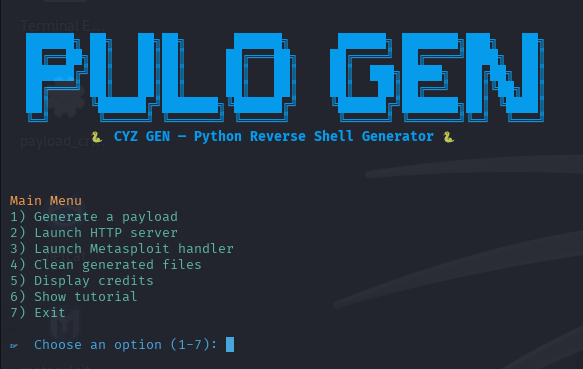 Terminal E
PULO GEN
🐍 CYZ GEN — Python Reverse Shell Generator 🐍
Main Menu
1) Generate a payload
2) Launch HTTP server
3) Launch Metasploit handler
4) Clean generated files
5) Display credits
6) Show tutorial
7) Exit
☞ Choose an option (1-7):